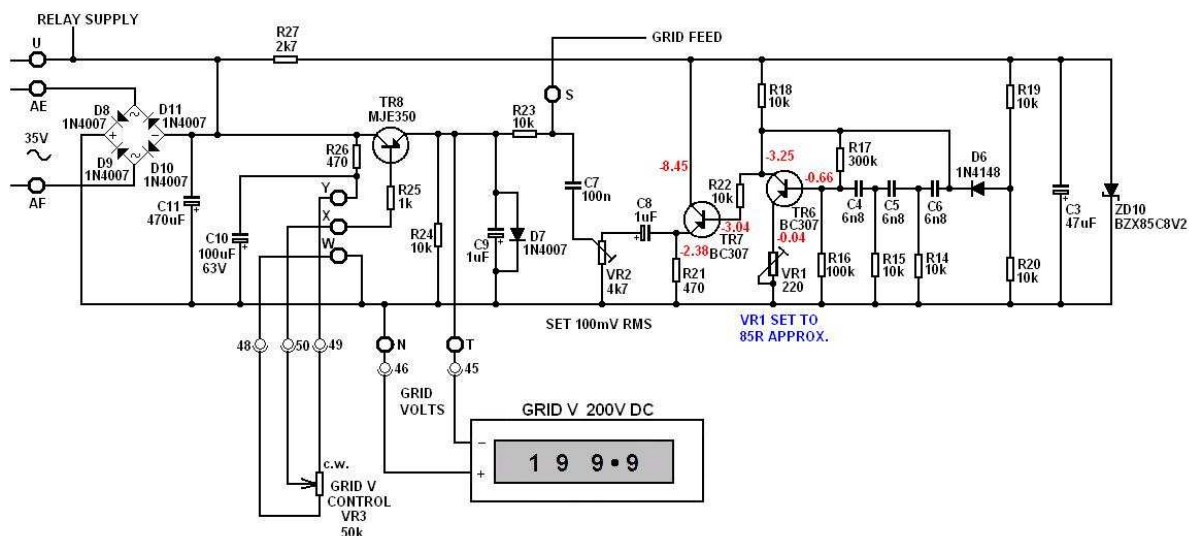 RELAY SUPPLY
U
R27
2k7
GRID FEED
AE
35V
AF
D8
1N4007
D11
1N4007
D9
1N4007
D10
1N4007
+
-
C11
470uF
+
C10
100uF
63V
+
R26
470
TR8
MJE350
R25
1k
Y
X
W
R23
10k
S
R24
10k
C9
1uF
+
D7
1N4007
C7
100n
VR2
4k7
C8
1uF
+
-8.45
R22
10k
-3.04
TR7
BC307
-2.38
R21
470
R18
10k
-3.25
-0.66
TR6
BC307
-0.04
VR1
220
R17
300k
C4
6n8
C5
6n8
C6
6n8
D6
1N4148
R16
100k
R15
10k
R14
10k
R19
10k
R20
10k
C3
47uF
+
ZD10
BZX85C8V2
SET 100mV RMS
VR1 SET TO
85R APPROX.
48
50
49
N
46
T
45
GRID
VOLTS
GRID V 200V DC
-
+
1 9 9•9
c.w.
GRID V
CONTROL
VR3
50k